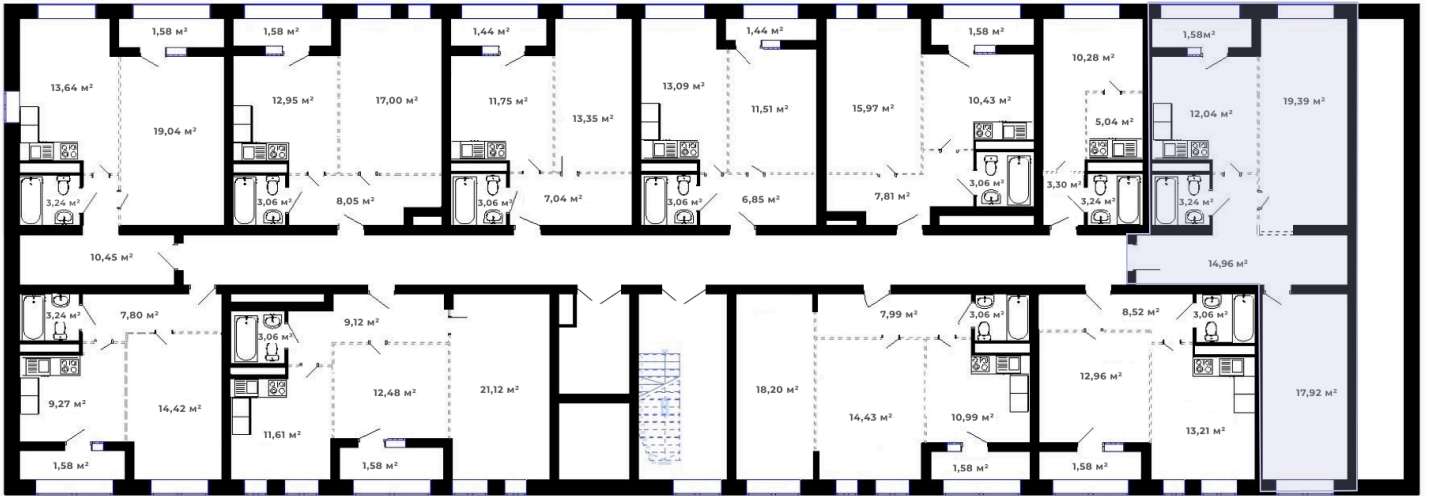 1,58 м²
1,58 м²
1,44 м²
1,44 м²
1,58 м²
1,58м²
13,64 м²
19,04 м²
12,95 м²
17,00 м²
11,75 м²
13,35 м²
13,09 м²
11,51 м²
15,97 м²
10,43 м²
10,28 м²
5,04 м²
12,04 м²
19,39 м²
3,24 м²
3,06 м²
8,05 м²
3,06 м²
7,04 м²
3,06 м²
6,85 м²
7,81 м²
3,06 м²
3,30 м²
3,24 м²
3,24 м²
10,45 м²
14,96 м²
3,24 м²
7,80 м²
3,06 м²
9,12 м²
7,99 м²
3,06 м²
8,52 м²
3,06 м²
9,27 м²
14,42 м²
11,61 м²
12,48 м²
21,12 м²
18,20 м²
14,43 м²
10,99 м²
12,96 м²
13,21 м²
17,92 м²
1,58 м²
1,58 м²
1,58 м²
1,58 м²